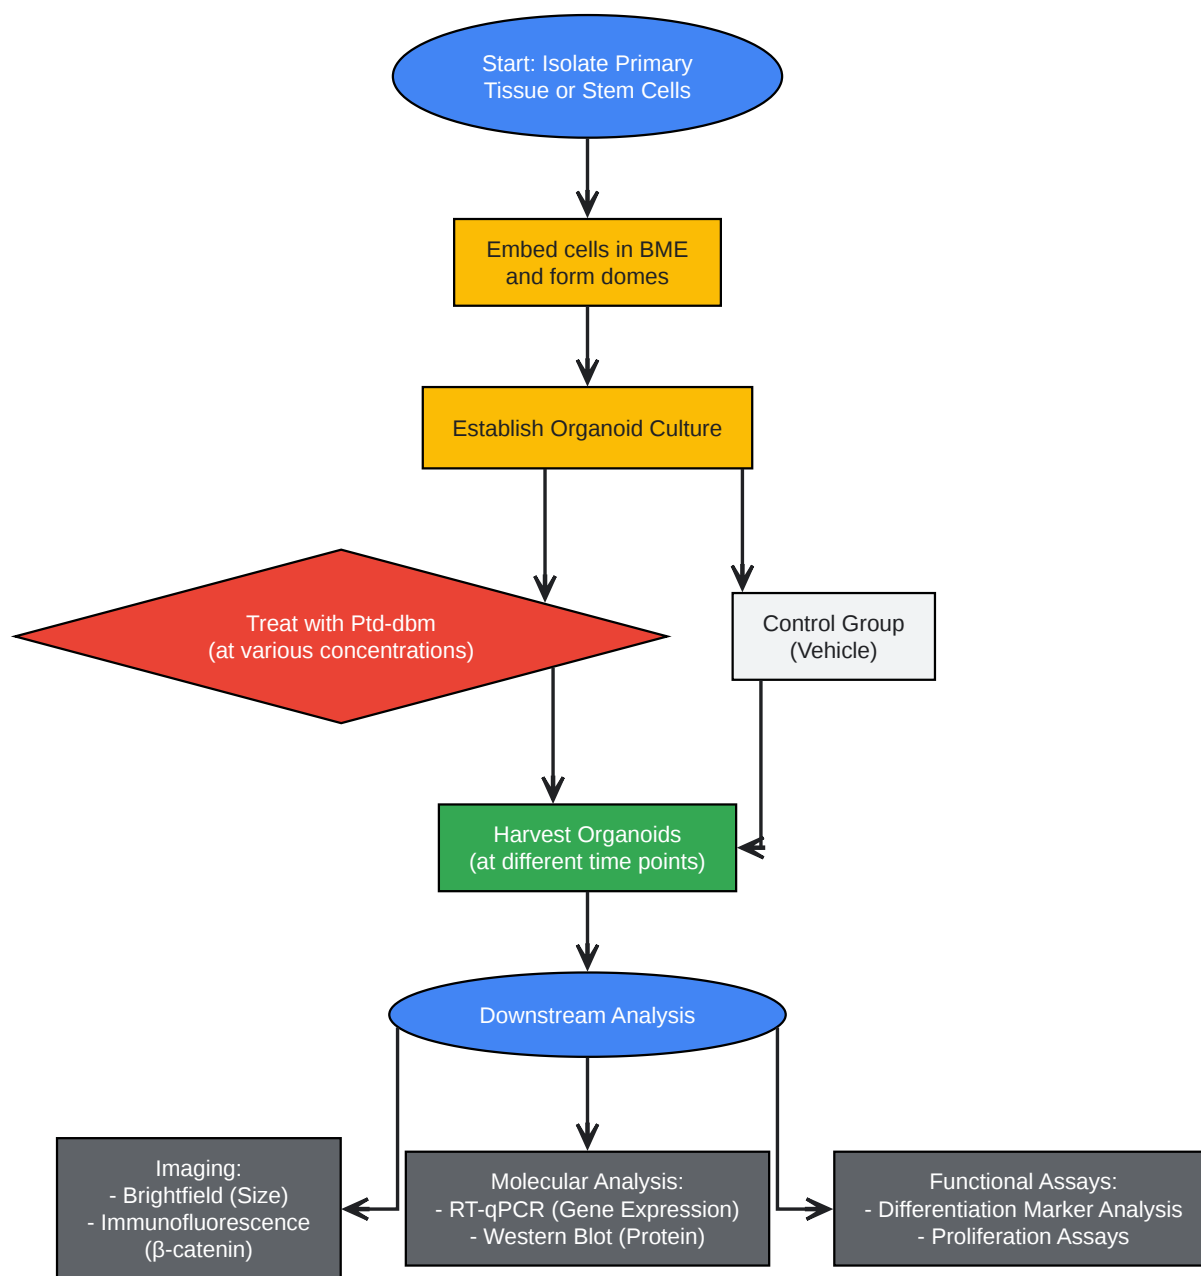 Start: Isolate Primary
Tissue or Stem Cells
Embed cells in BME
and form domes
Establish Organoid Culture
Treat with Ptd-dbm
(at various concentrations)
Control Group
(Vehicle)
Harvest Organoids
(at different time points)
Downstream Analysis
Imaging:
- Brightfield (Size)
- Immunofluorescence
(β-catenin)
Molecular Analysis:
- RT-qPCR (Gene Expression)
- Western Blot (Protein)
Functional Assays:
- Differentiation Marker Analysis
- Proliferation Assays